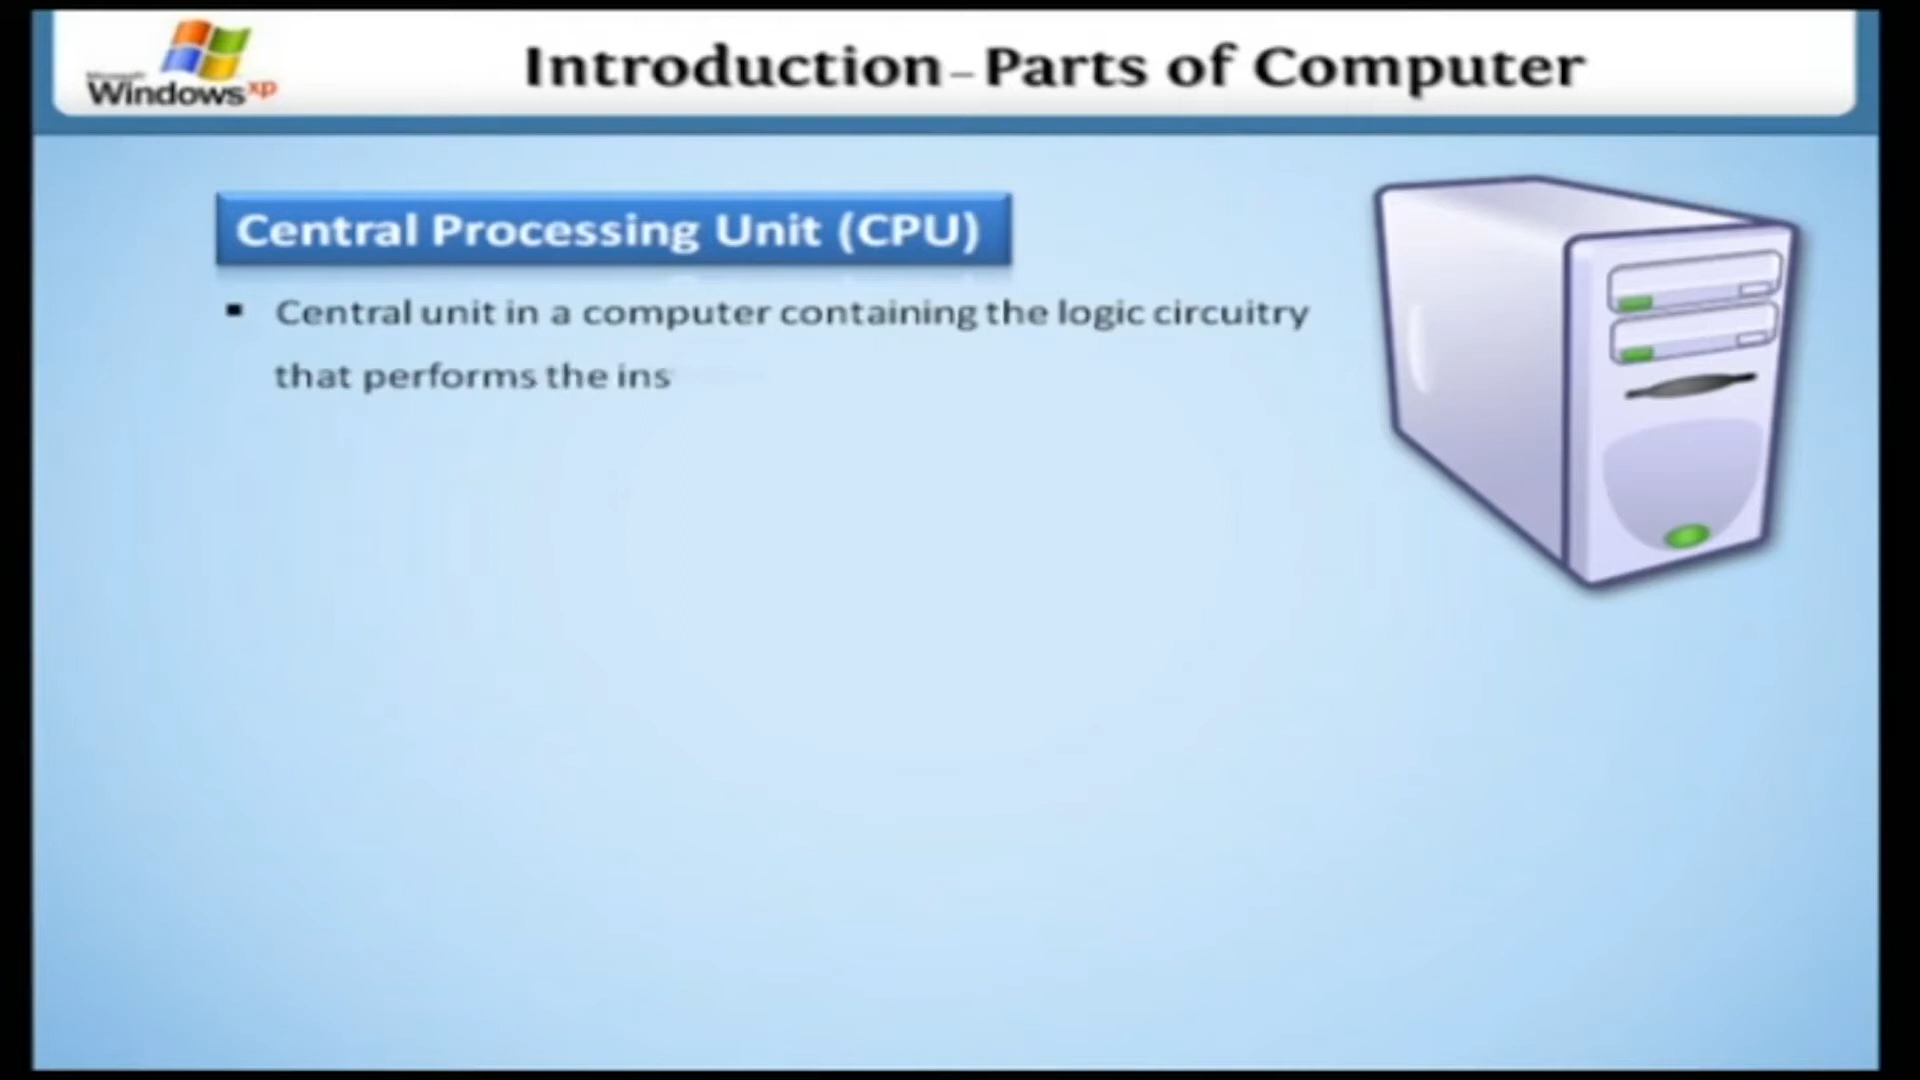 Microsoft
Windows xp
Introduction – Parts of Computer
Central Processing Unit (CPU)
▪ Central unit in a computer containing the logic circuitry
that performs the ins